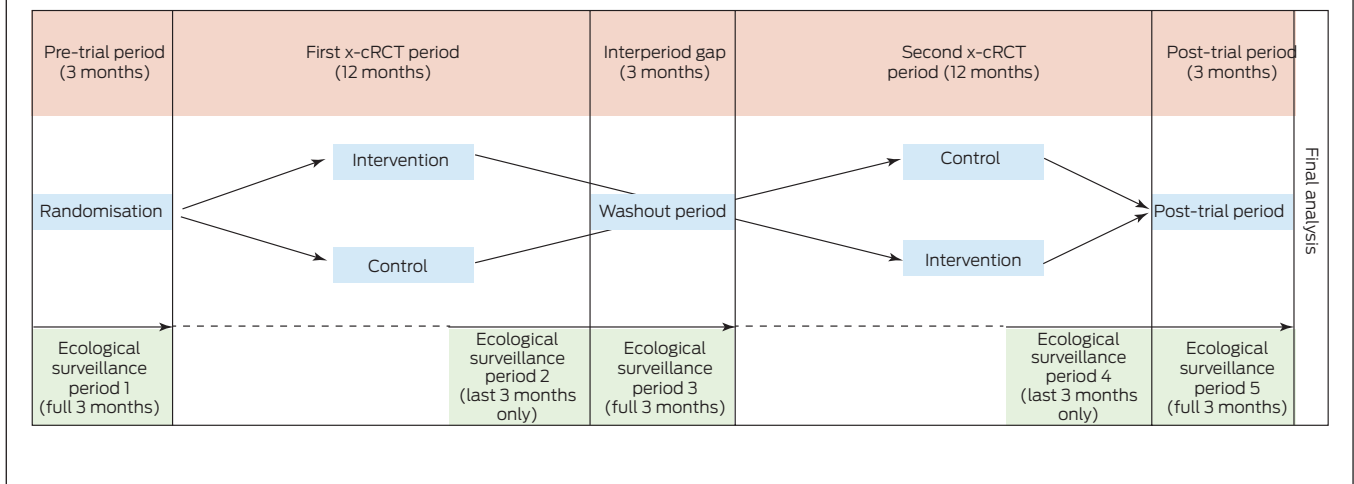 Pre-trial period
(3 months)
First x-cRCT period
(12 months)
Interperiod gap
(3 months)
Second x-cRCT
period (12 months)
Post-trial period
(3 months)
Randomisation
Intervention
Control
Washout period
Control
Intervention
Post-trial period
Final analysis
Ecological
surveillance
period 1
(full 3 months)
Ecological
surveillance
period 2
(last 3 months
only)
Ecological
surveillance
period 3
(full 3 months)
Ecological
surveillance
period 4
(last 3 months
only)
Ecological
surveillance
period 5
(full 3 months)